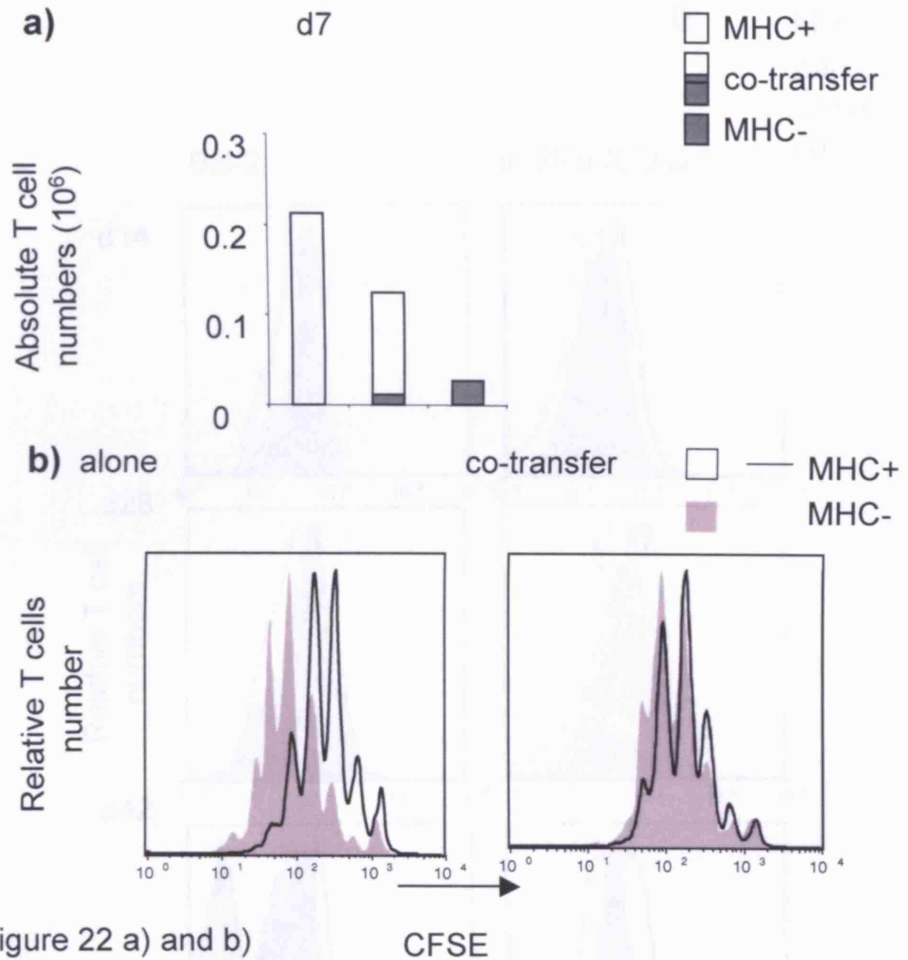 a) d7
MHC+
co-transfer
MHC-
Absolute T cell
numbers (10⁶)
0.3
0.2
0.1
0
b) alone
co-transfer
MHC+
MHC-
Relative T cells
number
10⁰ 10¹ 10² 10³ 10⁴
10⁰ 10¹ 10² 10³ 10⁴
igure 22 a) and b)
CFSE